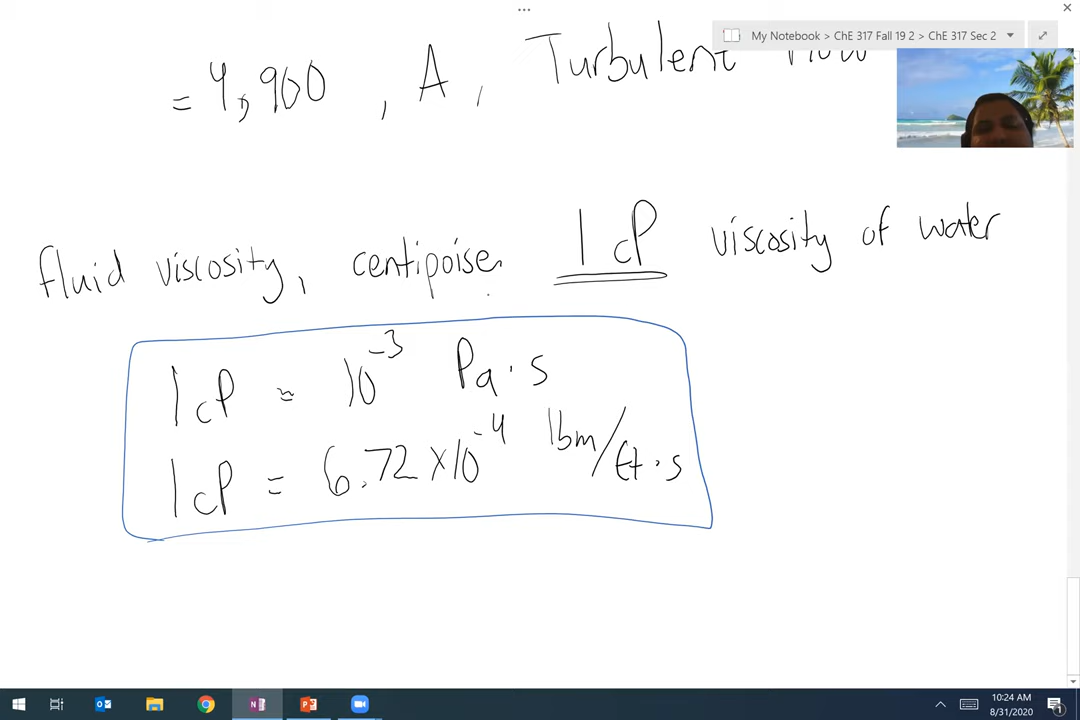 My Notebook > ChE 317 Fall 19 2 > ChE 317 Sec 2
= 4,900 , A , Turbulent Flow
fluid viscosity, centipoise. 1 cP viscosity of water
1 cP = 10^-3 Pa·s
1 cP = 6.72 x 10^-4 lbm/ft·s
10:24 AM
8/31/2020